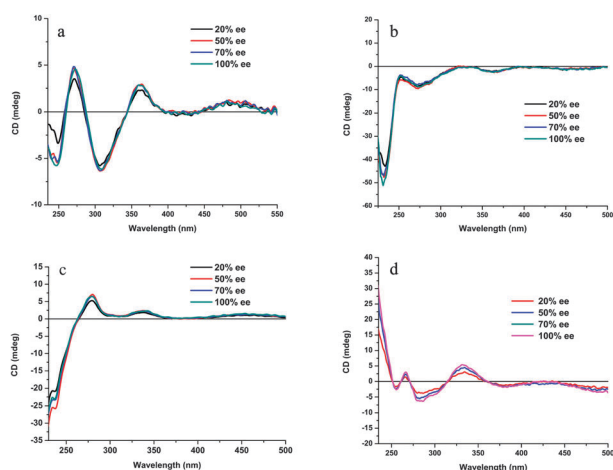 a
20% ee
50% ee
70% ee
100% ee
CD (mdeg)
10
5
0
-5
-10
250 300 350 400 450 500 550
Wavelength (nm)
b
20% ee
50% ee
70% ee
100% ee
CD (mdeg)
20
10
0
-10
-20
-30
-40
-50
-60
250 300 350 400 450 500
Wavelength (nm)
c
20% ee
50% ee
70% ee
100% ee
CD (mdeg)
15
10
5
0
-5
-10
-15
-20
-25
-30
-35
250 300 350 400 450 500
Wavelength (nm)
d
20% ee
50% ee
70% ee
100% ee
CD (mdeg)
40
35
30
25
20
15
10
5
0
-5
-10
-15
-20
250 300 350 400 450 500
Wavelength (nm)